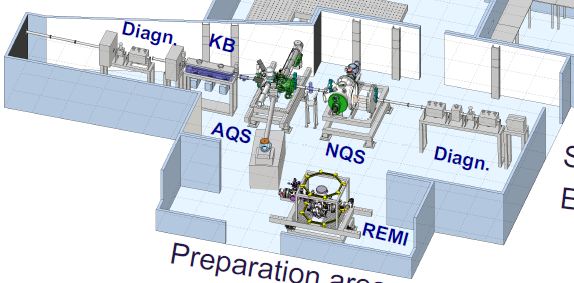 Diagn.
KB
AQS
NQS
Diagn.
REMI
Preparation area